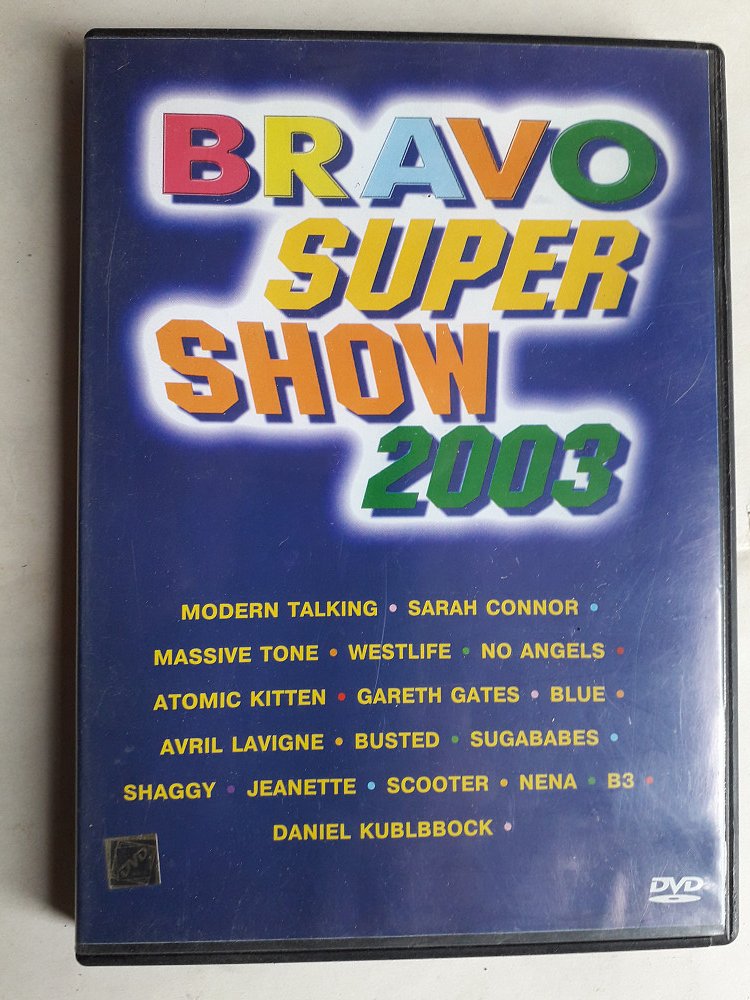 BRAVO
SUPER
SHOW
2003
MODERN TALKING • SARAH CONNOR •
MASSIVE TONE • WESTLIFE • NO ANGELS •
ATOMIC KITTEN • GARETH GATES • BLUE •
AVRIL LAVIGNE • BUSTED • SUGABABES •
SHAGGY • JEANETTE • SCOOTER • NENA • B3 •
DANIEL KUBLBBOCK •
DVD
DVD